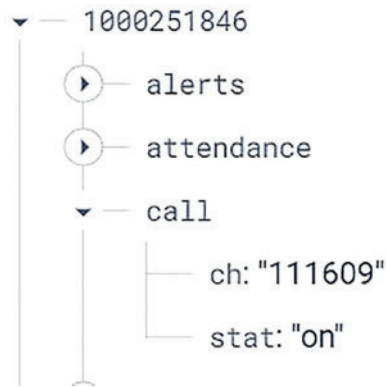 1000251846
alerts
attendance
call
ch: "111609"
stat: "on"